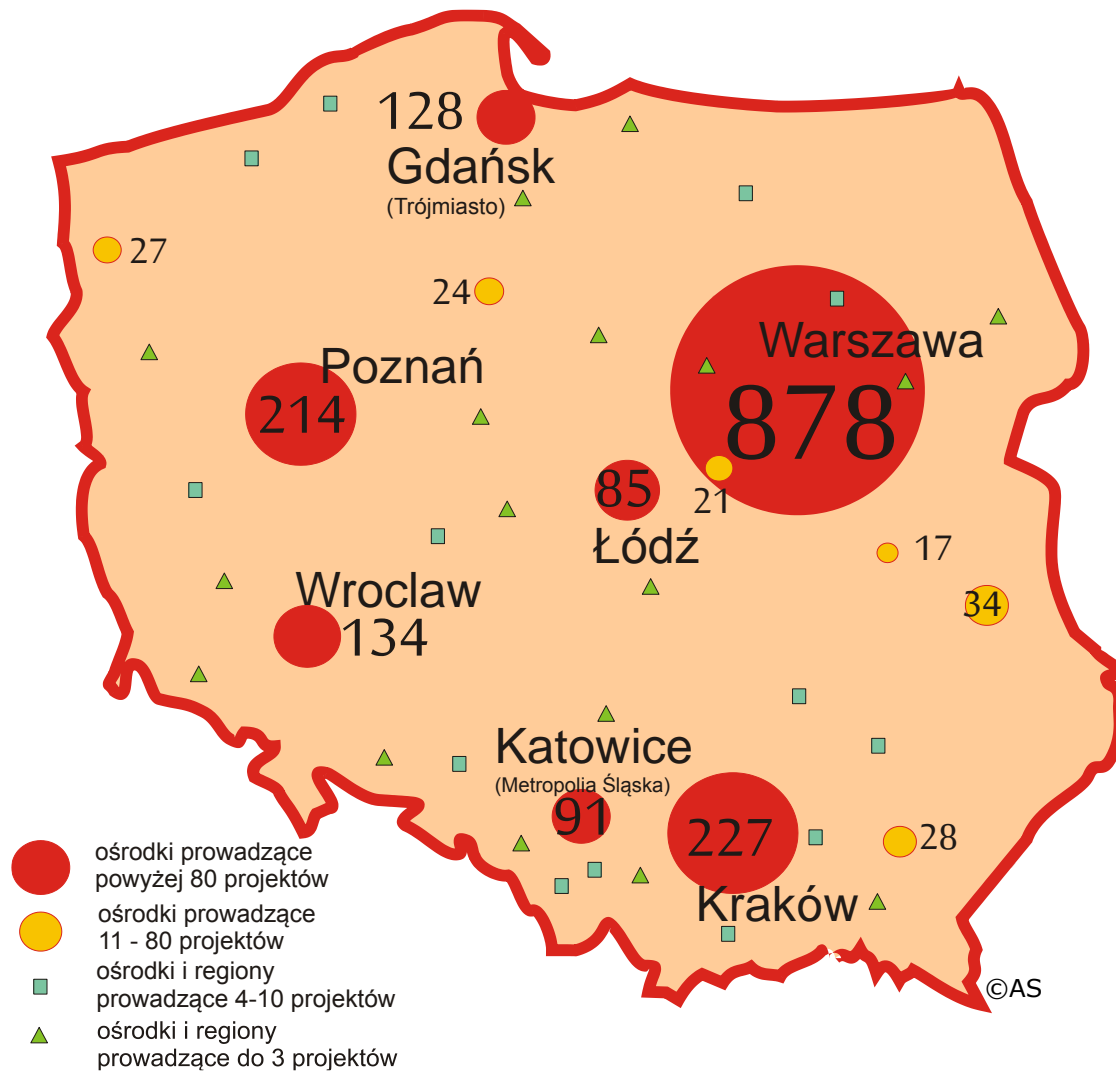 128
Gdańsk
(Trójmiasto)
27
24
Warszawa
878
Poznań
214
85
21
Łódź
17
Wroclaw
134
34
Katowice
(Metropolia Śląska)
91
227
28
Kraków
ośrodki prowadzące
powyżej 80 projektów
ośrodki prowadzące
11 - 80 projektów
ośrodki i regiony
prowadzące 4-10 projektów
ośrodki i regiony
prowadzące do 3 projektów
©AS